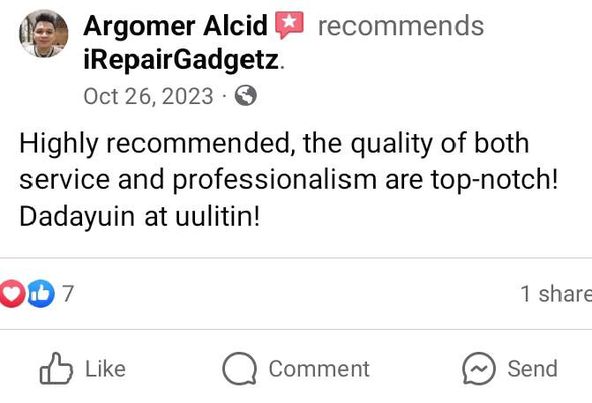 Argomer Alcid recommends
iRepairGadgetz.
Oct 26, 2023 ·
Highly recommended, the quality of both
service and professionalism are top-notch!
Dadayuin at uulitin!
7 1 share
Like Comment Send